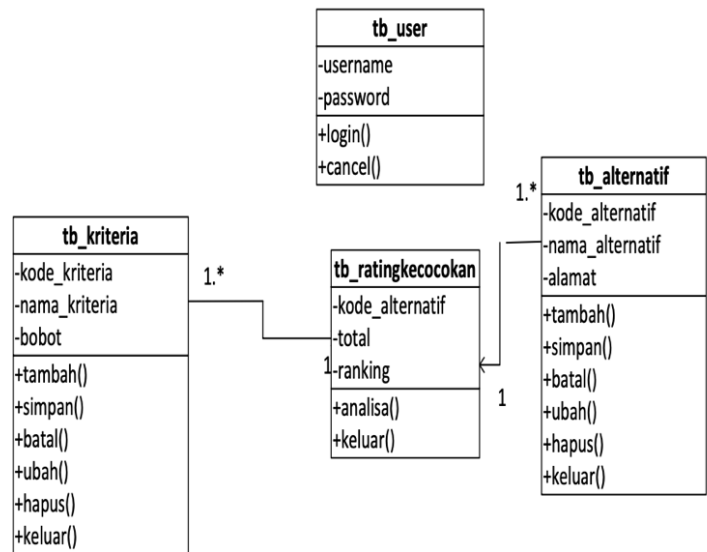 tb_user
-username
-password
+login()
+cancel()
tb_kriteria
-kode_kriteria
-nama_kriteria
-bobot
+tambah()
+simpan()
+batal()
+ubah()
+hapus()
+keluar()
1.*
1
tb_ratingkecocokan
-kode_alternatif
-total
-ranking
+analisa()
+keluar()
1.*
1
tb_alternatif
-kode_alternatif
-nama_alternatif
-alamat
+tambah()
+simpan()
+batal()
+ubah()
+hapus()
+keluar()